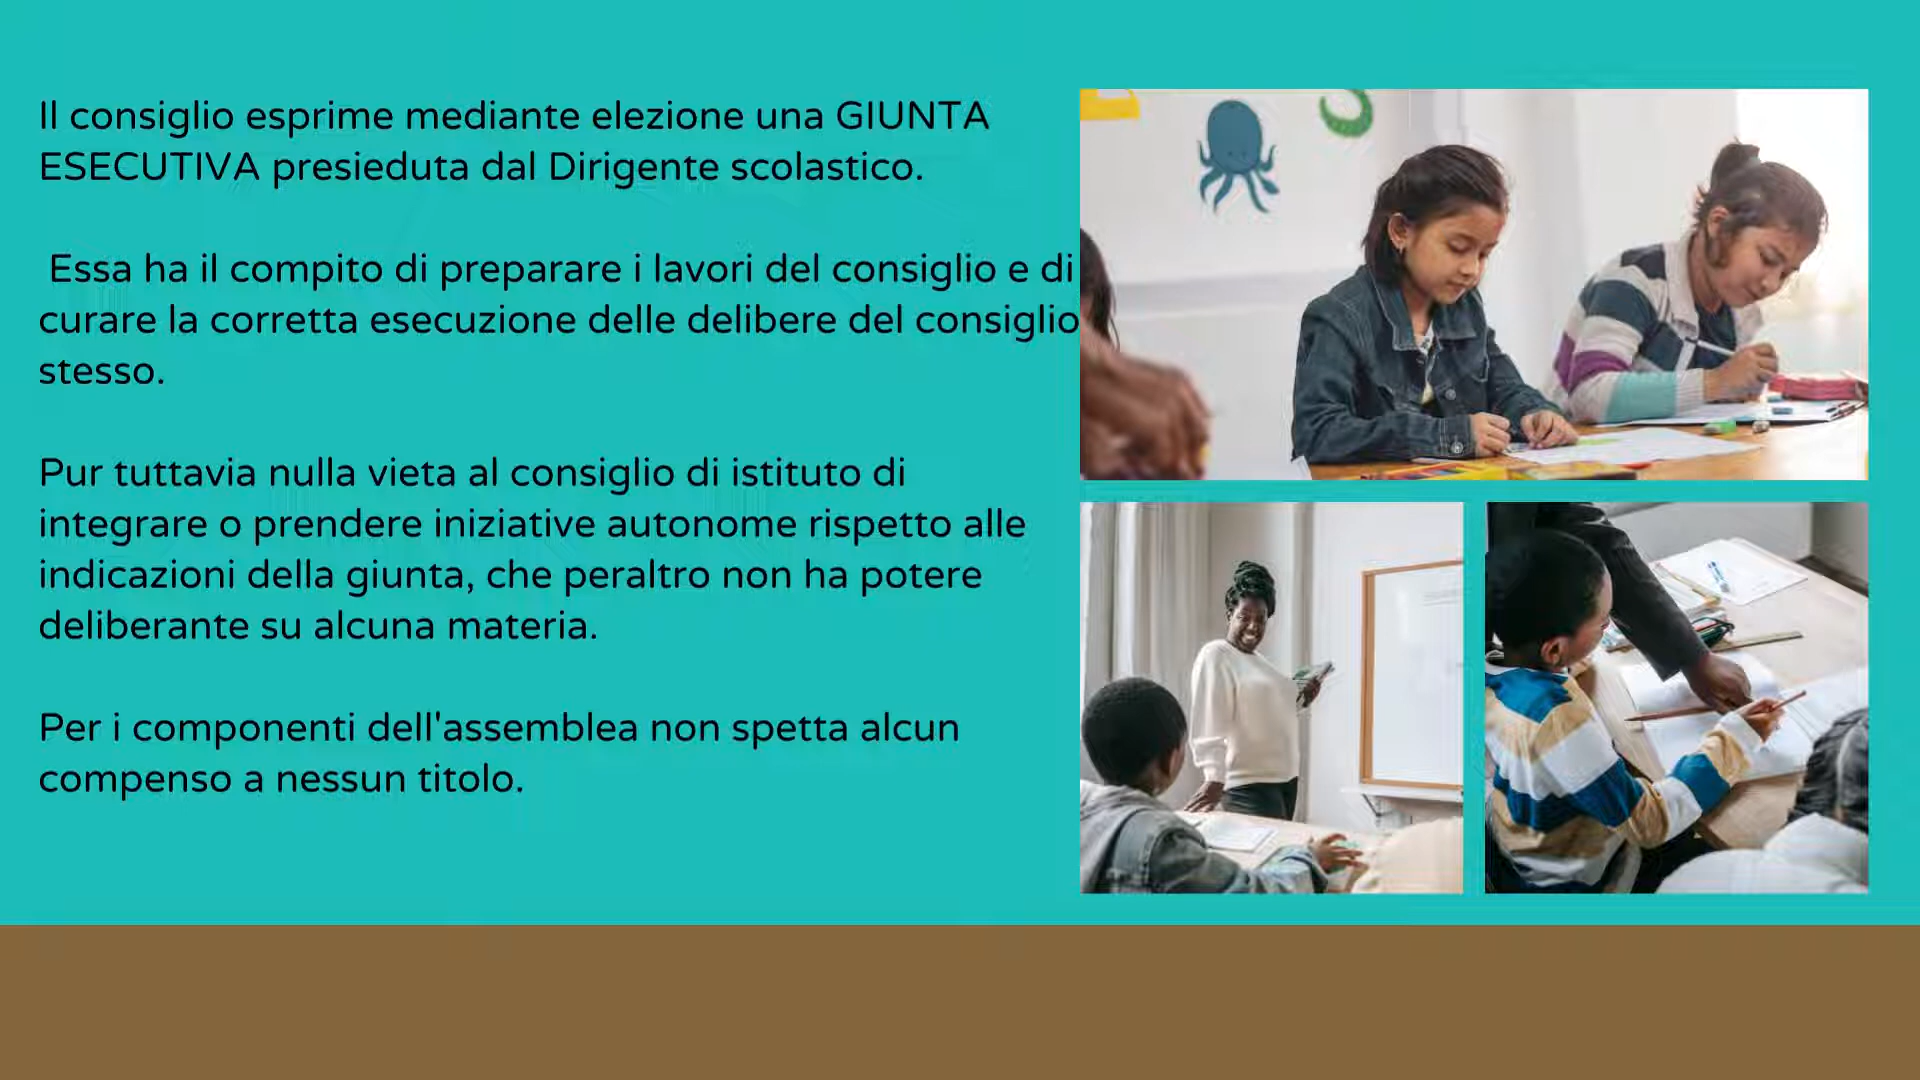 Il consiglio esprime mediante elezione una GIUNTA
ESECUTIVA presieduta dal Dirigente scolastico.
Essa ha il compito di preparare i lavori del consiglio e di
curare la corretta esecuzione delle delibere del consiglio
stesso.
Pur tuttavia nulla vieta al consiglio di istituto di
integrare o prendere iniziative autonome rispetto alle
indicazioni della giunta, che peraltro non ha potere
deliberante su alcuna materia.
Per i componenti dell'assemblea non spetta alcun
compenso a nessun titolo.